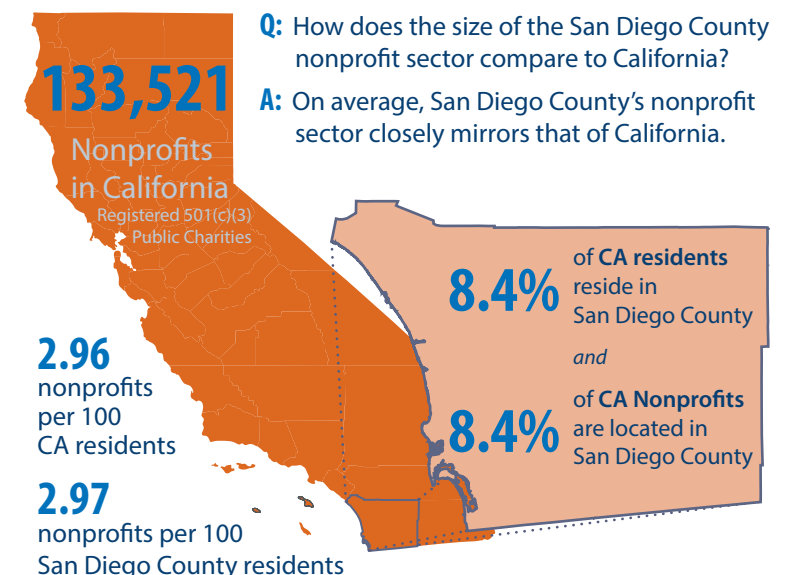 Q: How does the size of the San Diego County
nonprofit sector compare to California?
A: On average, San Diego County's nonprofit
sector closely mirrors that of California.
133,521
Nonprofits
in California
Registered 501(c)(3)
Public Charities
8.4%
of CA residents
reside in
San Diego County
and
8.4%
of CA Nonprofits
are located in
San Diego County
2.96
nonprofits
per 100
CA residents
2.97
nonprofits per 100
San Diego County residents